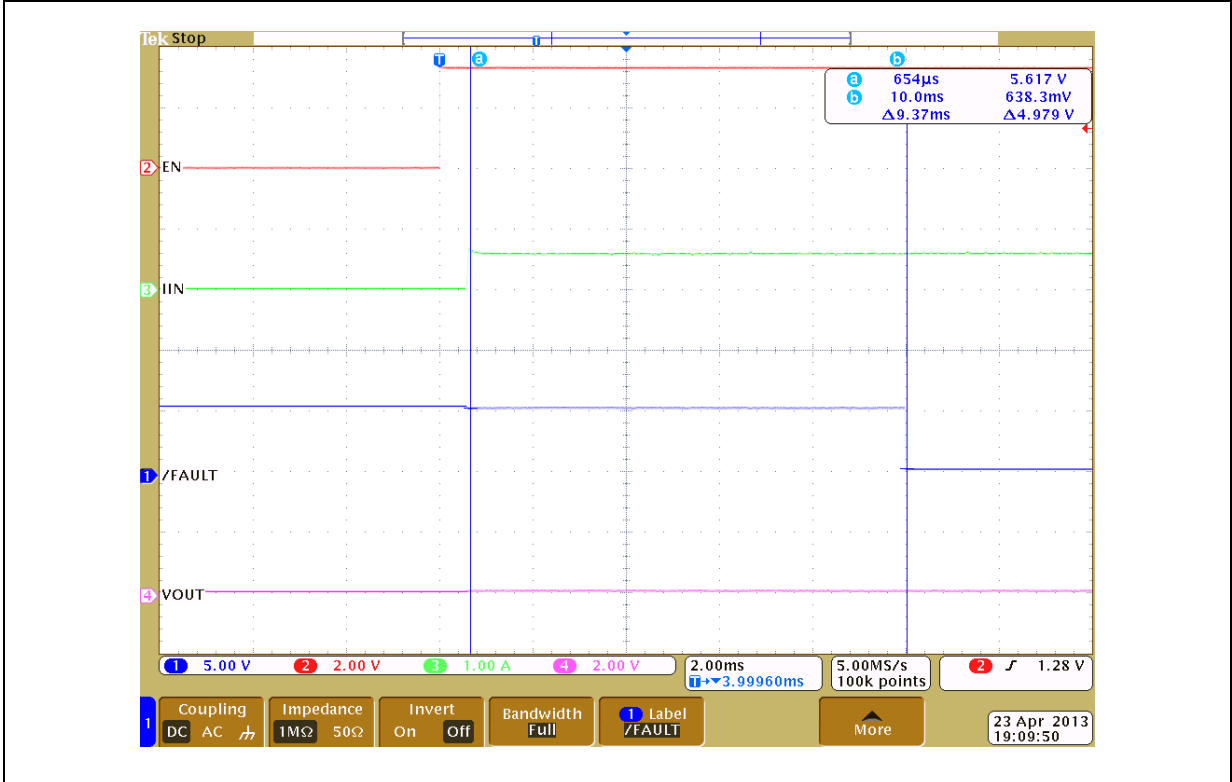 Tek Stop
T
T a b
a 654µs 5.617 V
b 10.0ms 638.3mV
Δ9.37ms Δ4.979 V
2 EN
3 IIN
1 /FAULT
4 VOUT
1 5.00 V 2 2.00 V 3 1.00 A 4 2.00 V
2.00ms
T→▼3.99960ms
5.00MS/s
100k points
2 1.28 V
1
Coupling
DC AC
Impedance
1MΩ 50Ω
Invert
On Off
Bandwidth
Full
1 Label
/FAULT
More
23 Apr 2013
19:09:50